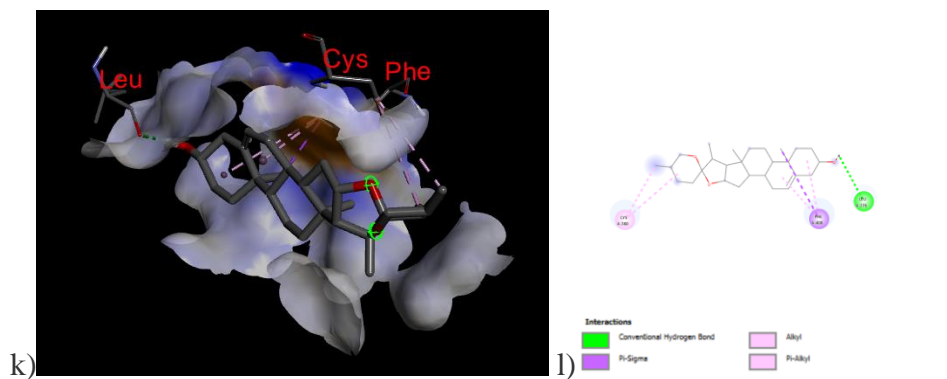 Leu
Cys
Phe
k)
l)
Interactions
Conventional Hydrogen Bond
Pi-Sigma
Alkyl
Pi-Alkyl